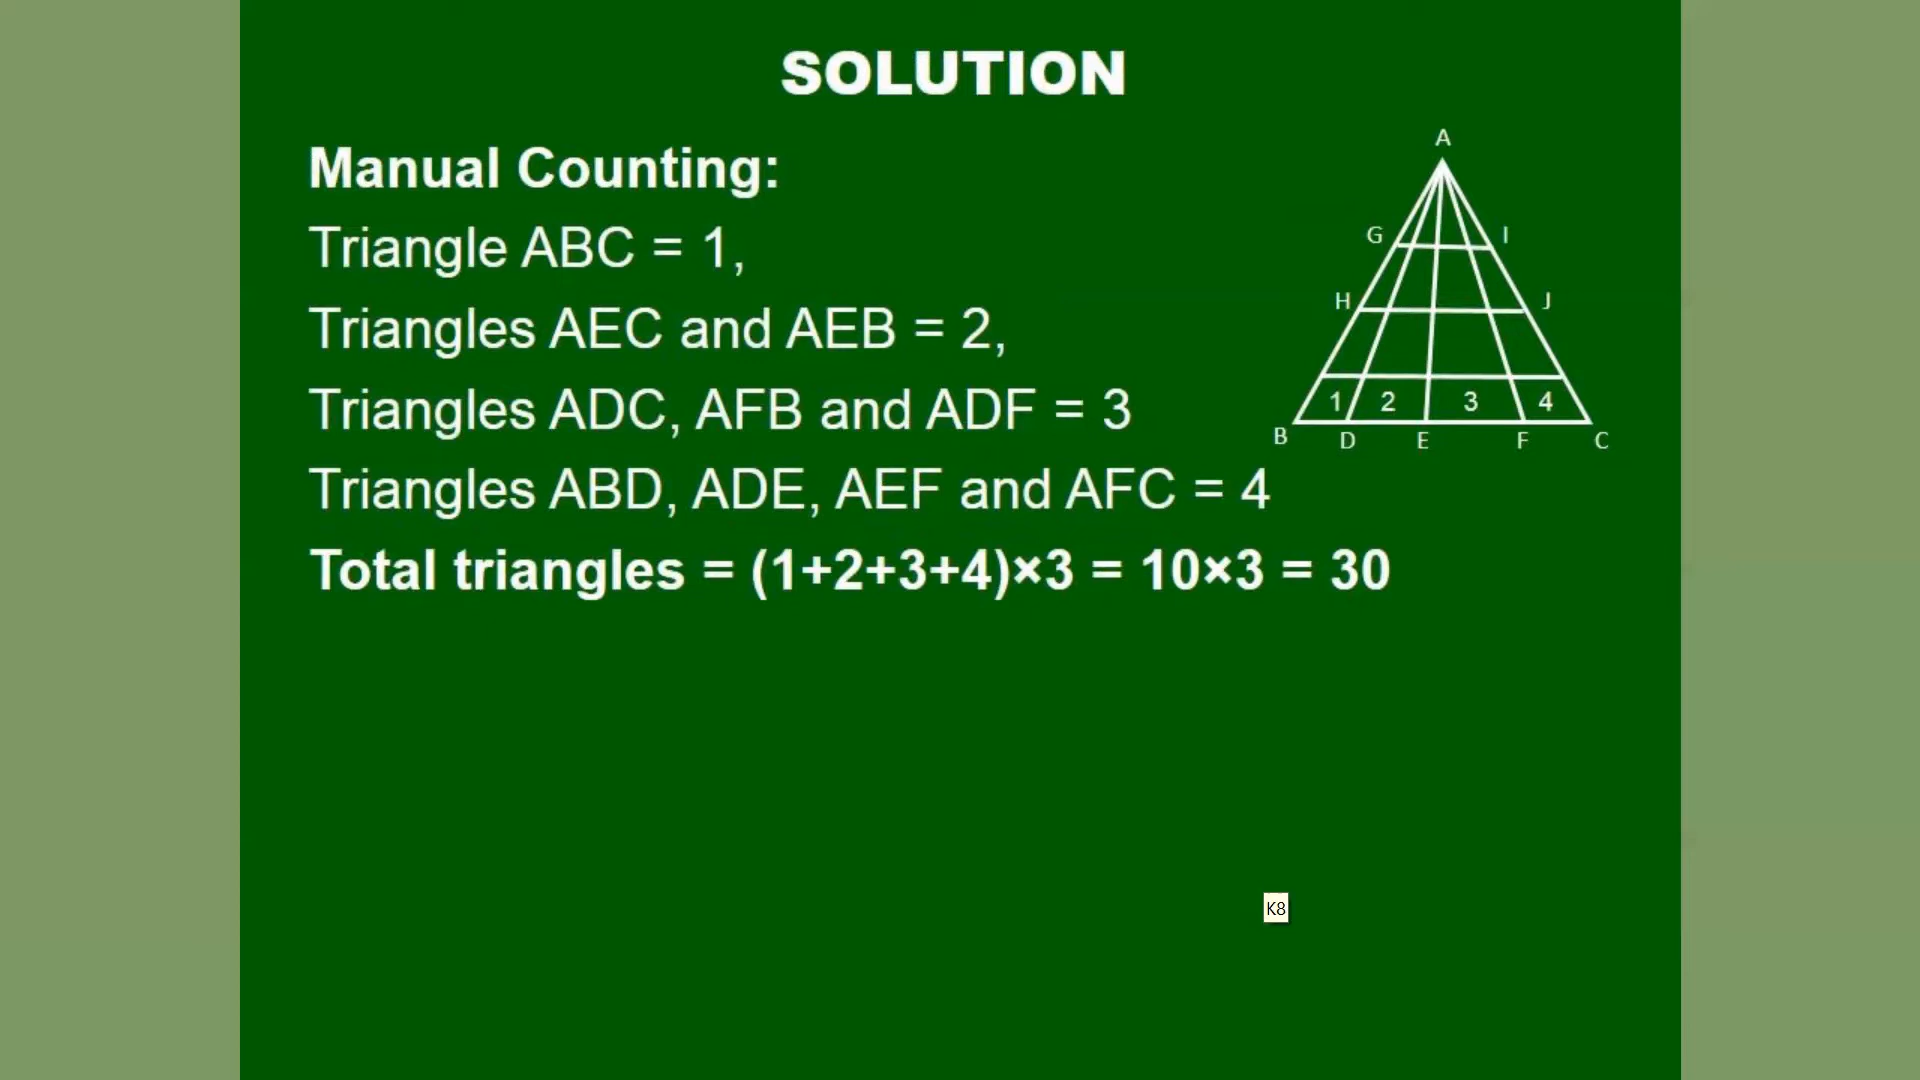 SOLUTION
Manual Counting:
Triangle ABC = 1,
Triangles AEC and AEB = 2,
Triangles ADC, AFB and ADF = 3
Triangles ABD, ADE, AEF and AFC = 4
Total triangles = (1+2+3+4)×3 = 10×3 = 30
A
G I
H J
1 2 3 4
B D E F C
K8